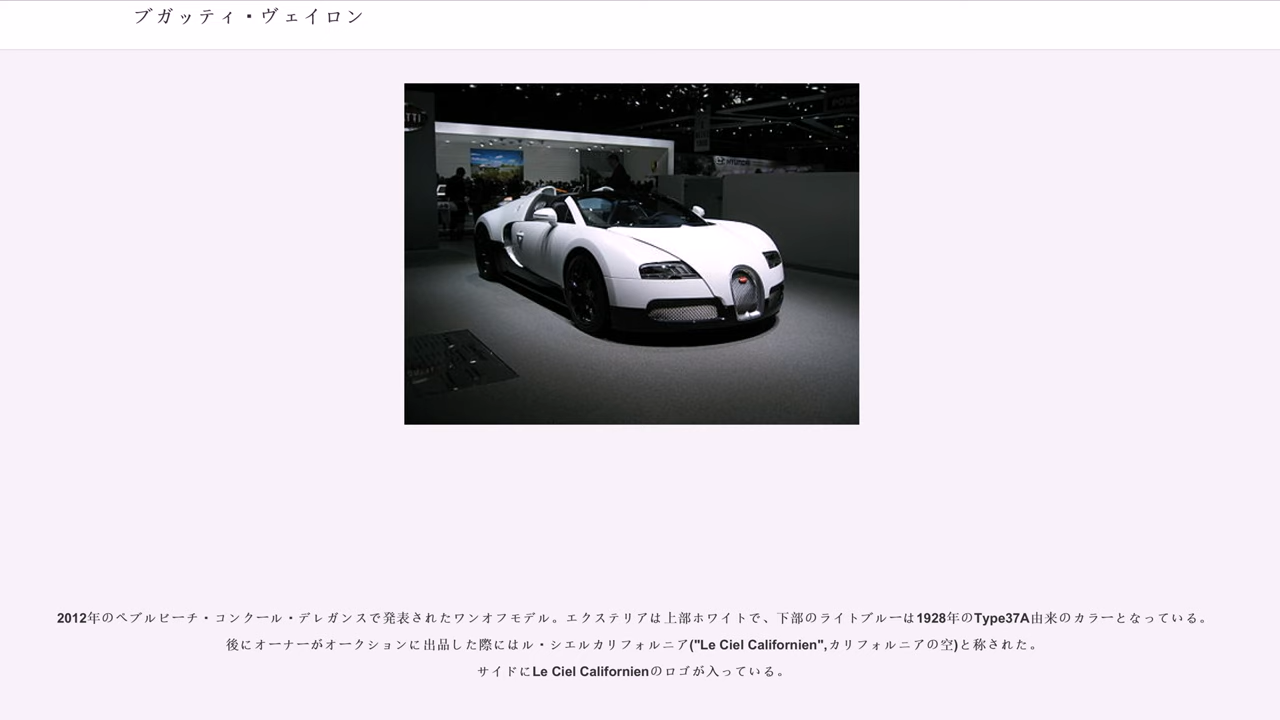 ブガッティ・ヴェイロン
TTI
HYUNDAI
2012年のペブルビーチ・コンクール・デレガンスで発表されたワンオフモデル。エクステリアは上部ホワイトで、下部のライトブルーは1928年のType37A由来のカラーとなっている。
後にオーナーがオークションに出品した際にはル・シエルカリフォルニア("Le Ciel Californien",カリフォルニアの空)と称された。
サイドにLe Ciel Californienのロゴが入っている。